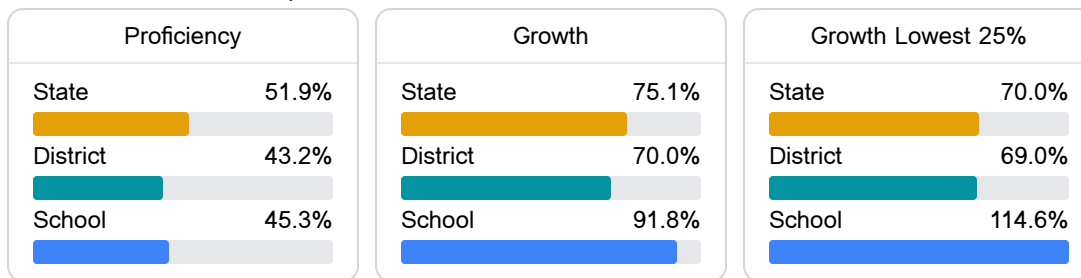 Proficiency
State 51.9%
District 43.2%
School 45.3%
Growth
State 75.1%
District 70.0%
School 91.8%
Growth Lowest 25%
State 70.0%
District 69.0%
School 114.6%